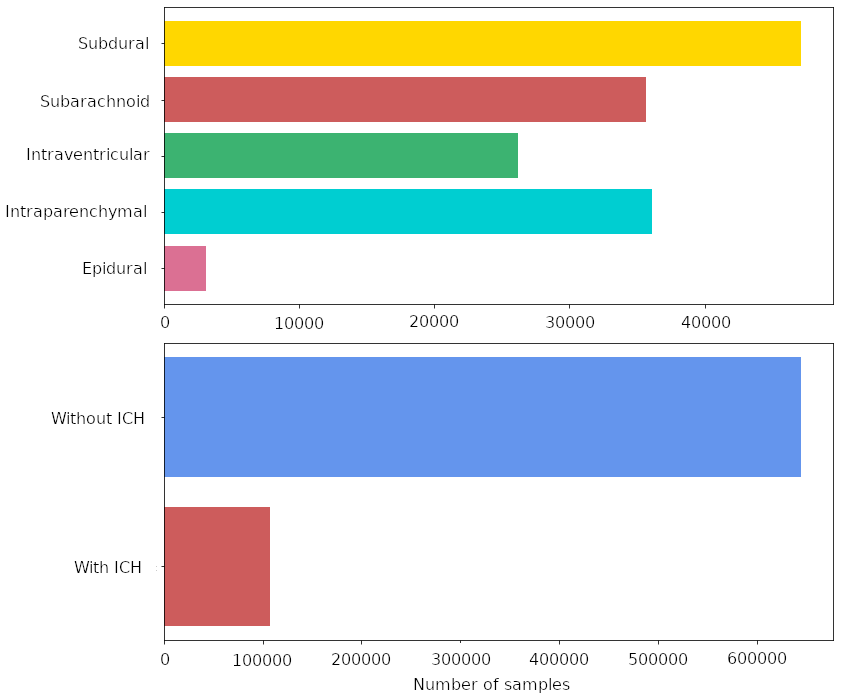 Subdural
Subarachnoid
Intraventricular
Intraparenchymal
Epidural
0 10000 20000 30000 40000
Without ICH
With ICH
0 100000 200000 300000 400000 500000 600000
Number of samples